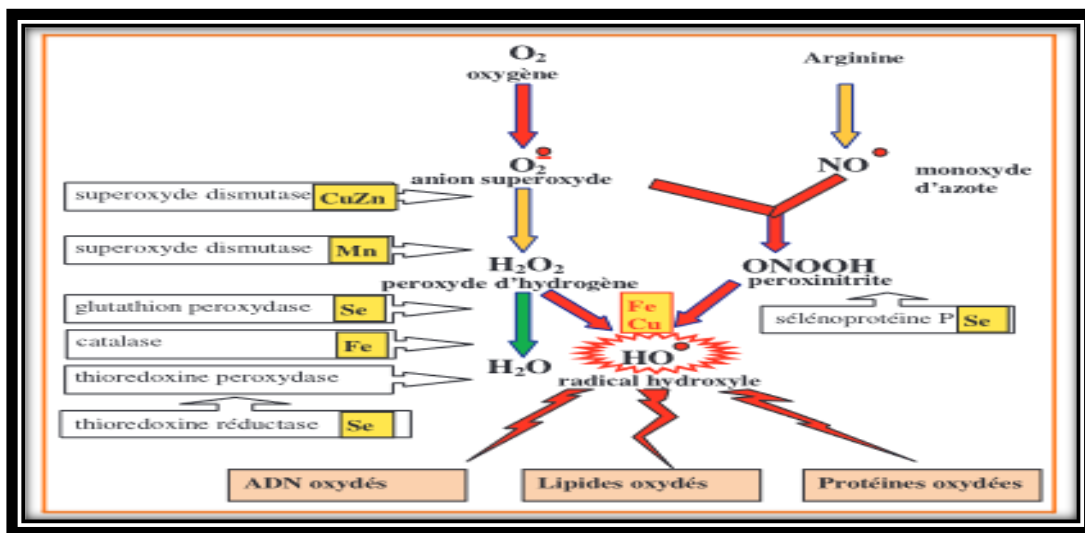 O₂
oxygène
Arginine
O₂•
anion superoxyde
NO•
monoxyde
d'azote
superoxyde dismutase CuZn
superoxyde dismutase Mn
H₂O₂
peroxyde d'hydrogène
ONOOH
peroxinitrite
glutathion peroxydase Se
Fe
Cu
sélénoprotéine P Se
catalase Fe
HO•
H₂O
radical hydroxyle
thioredoxine peroxydase
thioredoxine réductase Se
ADN oxydés
Lipides oxydés
Protéines oxydées